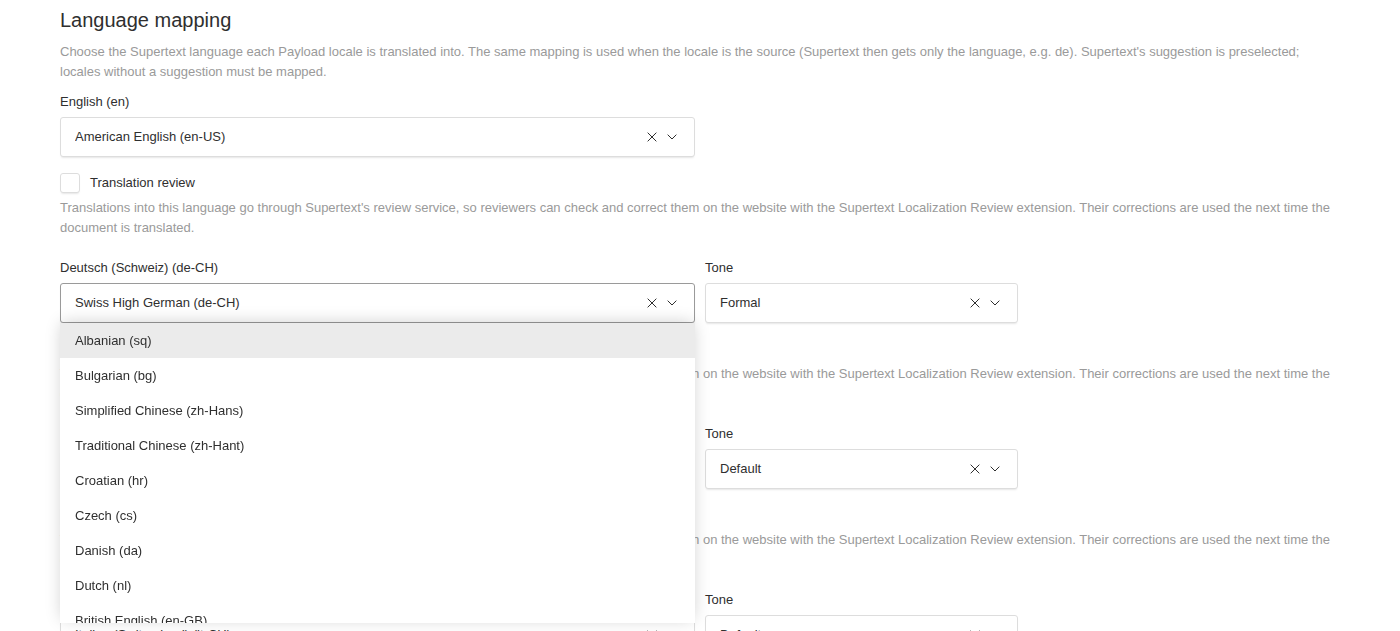 Language mapping
Choose the Supertext language each Payload locale is translated into. The same mapping is used when the locale is the source (Supertext then gets only the language, e.g. de). Supertext's suggestion is preselected;
locales without a suggestion must be mapped.
English (en)
American English (en-US)
Translation review
Translations into this language go through Supertext's review service, so reviewers can check and correct them on the website with the Supertext Localization Review extension. Their corrections are used the next time the
document is translated.
Deutsch (Schweiz) (de-CH)
Tone
Swiss High German (de-CH)
Formal
Albanian (sq)
Bulgarian (bg)
on the website with the Supertext Localization Review extension. Their corrections are used the next time the
Simplified Chinese (zh-Hans)
Traditional Chinese (zh-Hant)
Tone
Default
Croatian (hr)
Czech (cs)
Danish (da)
on the website with the Supertext Localization Review extension. Their corrections are used the next time the
Dutch (nl)
Tone
British English (en-GB)